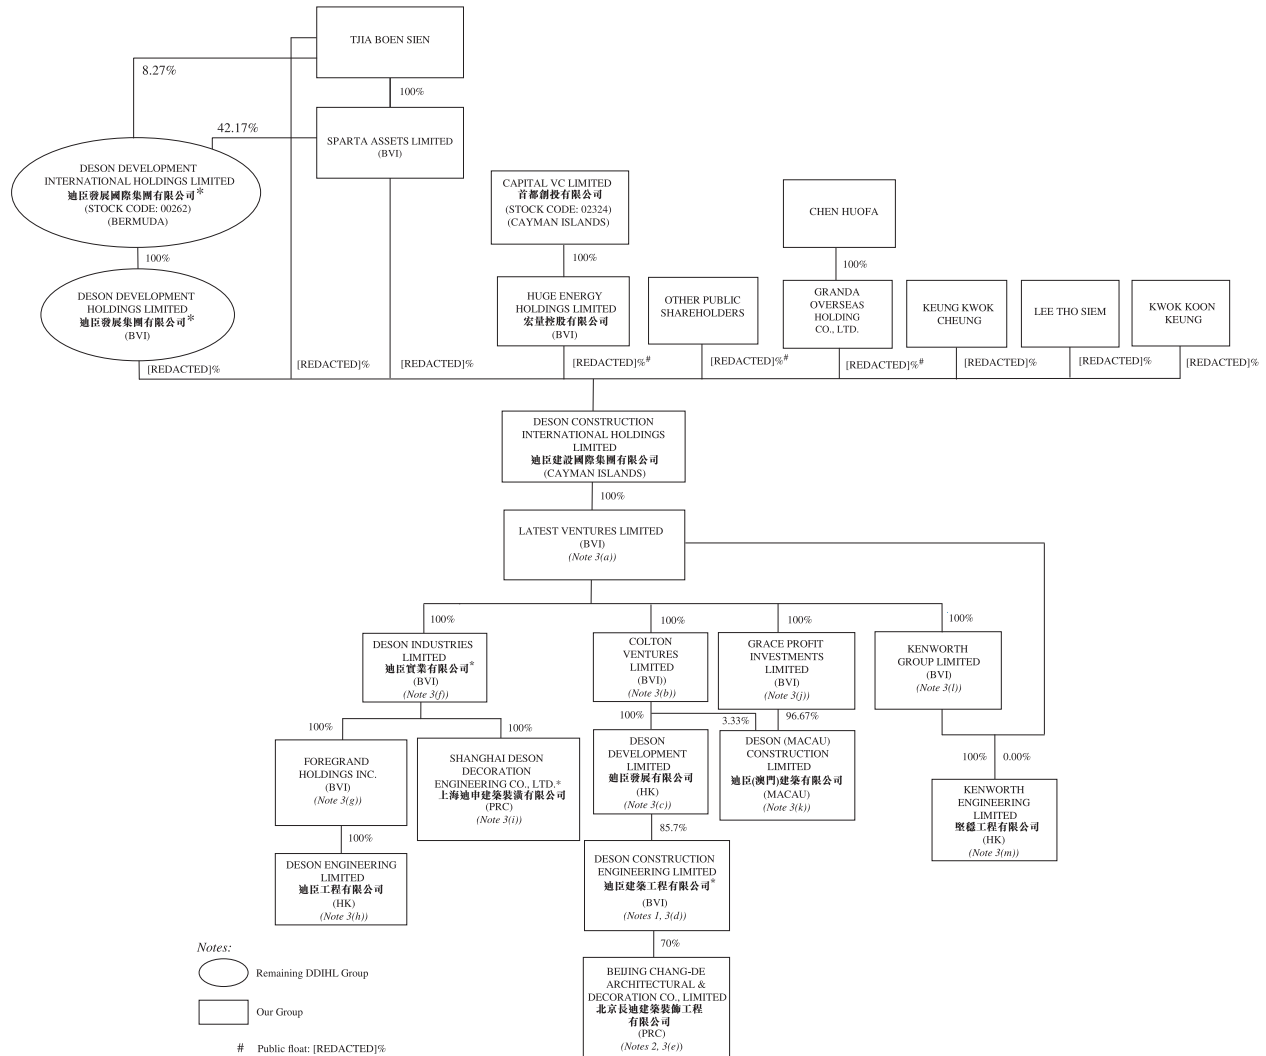 TJIA BOEN SIEN
8.27%
100%
42.17%
SPARTA ASSETS LIMITED
(BVI)
DESON DEVELOPMENT
INTERNATIONAL HOLDINGS LIMITED
迪臣發展國際集團有限公司*
(STOCK CODE: 00262)
(BERMUDA)
CAPITAL VC LIMITED
首都創投有限公司
(STOCK CODE: 02324)
(CAYMAN ISLANDS)
CHEN HUOFA
100%
100%
100%
DESON DEVELOPMENT
HOLDINGS LIMITED
迪臣發展集團有限公司*
(BVI)
HUGE ENERGY
HOLDINGS LIMITED
宏量控股有限公司
(BVI)
OTHER PUBLIC
SHAREHOLDERS
GRANDA
OVERSEAS
HOLDING
CO., LTD.
KEUNG KWOK
CHEUNG
LEE THO SIEM
KWOK KOON
KEUNG
[REDACTED]%
[REDACTED]%
[REDACTED]%
[REDACTED]%#
[REDACTED]%#
[REDACTED]%#
[REDACTED]%
[REDACTED]%
[REDACTED]%
DESON CONSTRUCTION
INTERNATIONAL HOLDINGS
LIMITED
迪臣建設國際集團有限公司
(CAYMAN ISLANDS)
100%
LATEST VENTURES LIMITED
(BVI)
(Note 3(a))
100%
100%
100%
100%
DESON INDUSTRIES
LIMITED
迪臣實業有限公司*
(BVI)
(Note 3(f))
COLTON
VENTURES
LIMITED
(BVI))
(Note 3(b))
GRACE PROFIT
INVESTMENTS
LIMITED
(BVI)
(Note 3(j))
KENWORTH
GROUP LIMITED
(BVI)
(Note 3(l))
100%
100%
100%
3.33%
96.67%
FOREGRAND
HOLDINGS INC.
(BVI)
(Note 3(g))
SHANGHAI DESON
DECORATION
ENGINEERING CO., LTD.*
上海迪申建築裝潢有限公司
(PRC)
(Note 3(i))
DESON
DEVELOPMENT
LIMITED
迪臣發展有限公司
(HK)
(Note 3(c))
DESON (MACAU)
CONSTRUCTION
LIMITED
迪臣(澳門)建築有限公司
(MACAU)
(Note 3(k))
100%
0.00%
KENWORTH
ENGINEERING
LIMITED
堅穩工程有限公司
(HK)
(Note 3(m))
100%
85.7%
DESON ENGINEERING
LIMITED
迪臣工程有限公司
(HK)
(Note 3(h))
DESON CONSTRUCTION
ENGINEERING LIMITED
迪臣建築工程有限公司*
(BVI)
(Notes 1, 3(d))
70%
BEIJING CHANG-DE
ARCHITECTURAL &
DECORATION CO., LIMITED
北京長迪建築裝飾工程
有限公司
(PRC)
(Notes 2, 3(e))
Notes:
Remaining DDIHL Group
Our Group
# Public float: [REDACTED]%